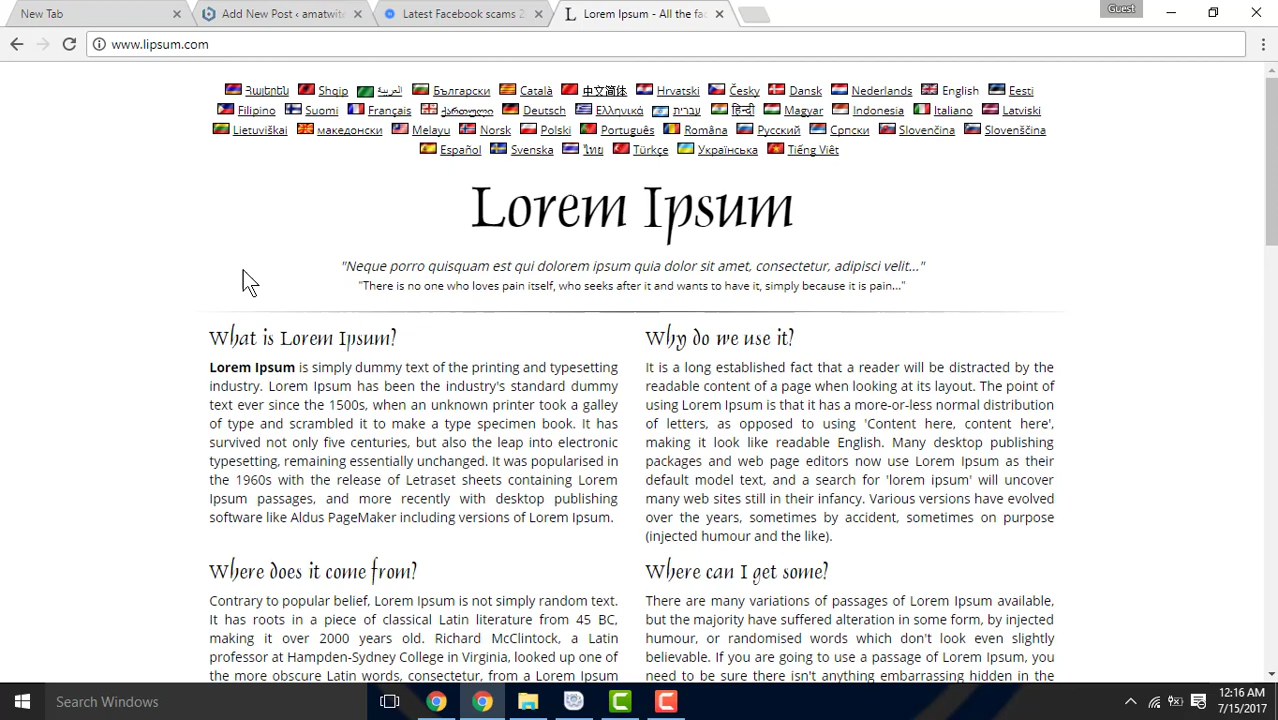 New Tab
Add New Post ‹ amatwite
Latest Facebook scams 2
Lorem Ipsum - All the fac
Guest
www.lipsum.com
Հայերեն Shqip العربية Български Català 中文简体 Hrvatski Česky Dansk Nederlands English Eesti
Filipino Suomi Français ქართული Deutsch Ελληνικά עברית हिन्दी Magyar Indonesia Italiano Latviski
Lietuviškai македонски Melayu Norsk Polski Português Româna Русский Српски Slovenčina Slovenščina
Español Svenska ไทย Türkçe Українська Tiếng Việt
Lorem Ipsum
"Neque porro quisquam est qui dolorem ipsum quia dolor sit amet, consectetur, adipisci velit..."
"There is no one who loves pain itself, who seeks after it and wants to have it, simply because it is pain..."
What is Lorem Ipsum?
Lorem Ipsum is simply dummy text of the printing and typesetting
industry. Lorem Ipsum has been the industry's standard dummy
text ever since the 1500s, when an unknown printer took a galley
of type and scrambled it to make a type specimen book. It has
survived not only five centuries, but also the leap into electronic
typesetting, remaining essentially unchanged. It was popularised in
the 1960s with the release of Letraset sheets containing Lorem
Ipsum passages, and more recently with desktop publishing
software like Aldus PageMaker including versions of Lorem Ipsum.
Why do we use it?
It is a long established fact that a reader will be distracted by the
readable content of a page when looking at its layout. The point of
using Lorem Ipsum is that it has a more-or-less normal distribution
of letters, as opposed to using 'Content here, content here',
making it look like readable English. Many desktop publishing
packages and web page editors now use Lorem Ipsum as their
default model text, and a search for 'lorem ipsum' will uncover
many web sites still in their infancy. Various versions have evolved
over the years, sometimes by accident, sometimes on purpose
(injected humour and the like).
Where does it come from?
Contrary to popular belief, Lorem Ipsum is not simply random text.
It has roots in a piece of classical Latin literature from 45 BC,
making it over 2000 years old. Richard McClintock, a Latin
professor at Hampden-Sydney College in Virginia, looked up one of
the more obscure Latin words, consectetur, from a Lorem Ipsum
Where can I get some?
There are many variations of passages of Lorem Ipsum available,
but the majority have suffered alteration in some form, by injected
humour, or randomised words which don't look even slightly
believable. If you are going to use a passage of Lorem Ipsum, you
need to be sure there isn't anything embarrassing hidden in the
Search Windows
12:16 AM
7/15/2017